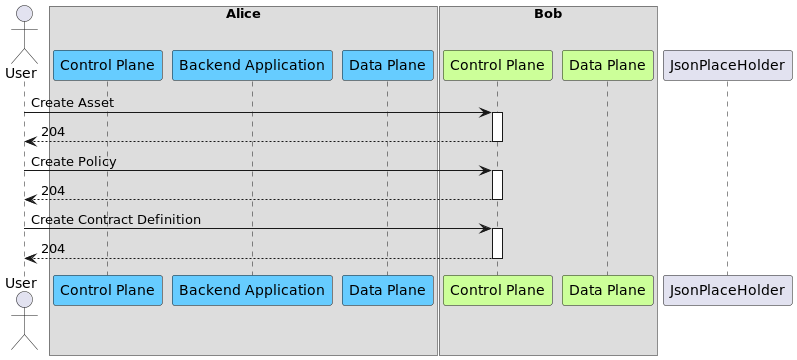 Alice
Bob
User
Control Plane
Backend Application
Data Plane
Control Plane
Data Plane
JsonPlaceHolder
Create Asset
204
Create Policy
204
Create Contract Definition
204
User
Control Plane
Backend Application
Data Plane
Control Plane
Data Plane
JsonPlaceHolder